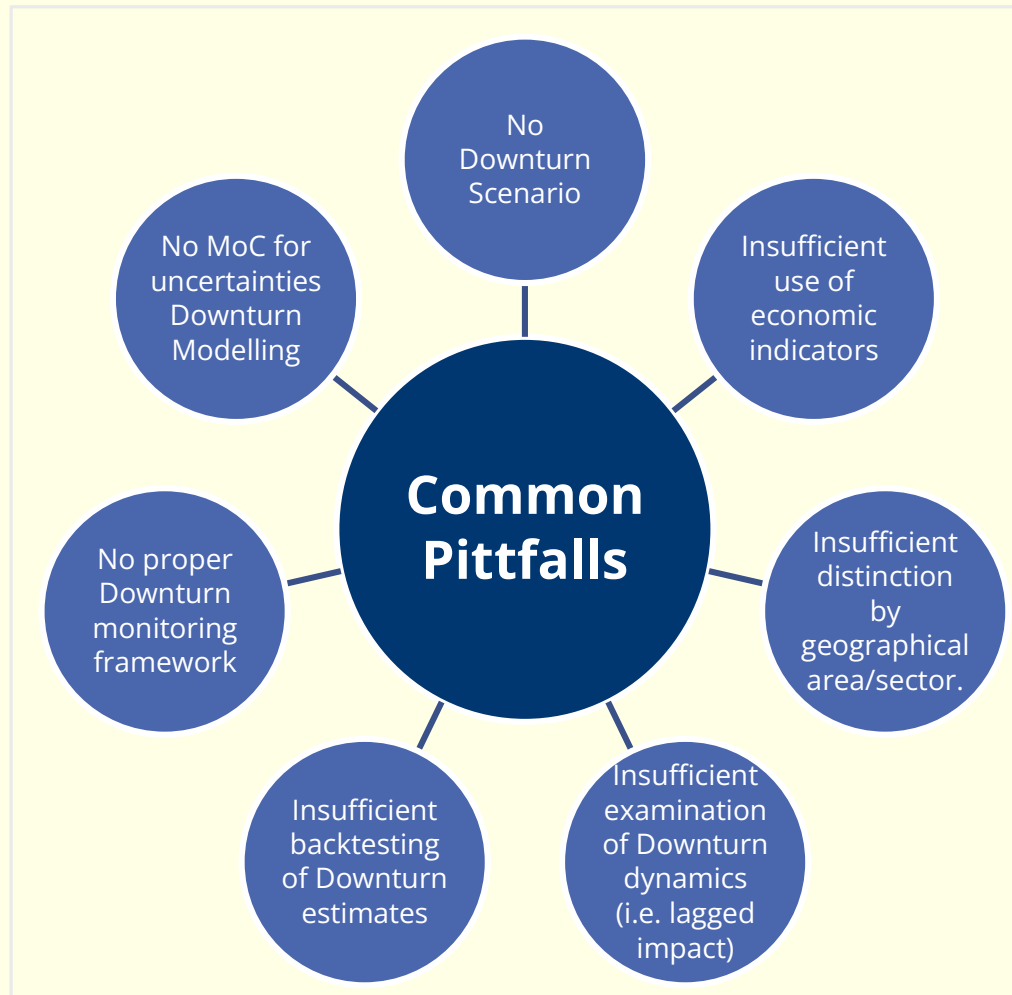 No
Downturn
Scenario
Insufficient
use of
economic
indicators
Insufficient
distinction
by
geographical
area/sector.
Insufficient
examination
of Downturn
dynamics
(i.e. lagged
impact)
Insufficient
backtesting
of Downturn
estimates
No proper
Downturn
monitoring
framework
No MoC for
uncertainties
Downturn
Modelling
Common
Pittfalls